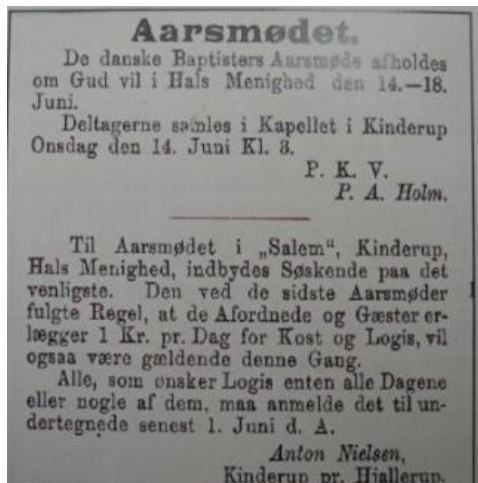 Aarsmødet.
De danske Baptisters Aarsmøde afholdes
om Gud vil i Hals Menighed den 14.—18.
Juni.
Deltagerne samles i Kapellet i Kinderup
Onsdag den 14. Juni Kl. 3.
P. K. V.
P. A. Holm.
Til Aarsmødet i „Salem“, Kinderup,
Hals Menighed, indbydes Søskende paa det
venligste. Den ved de sidste Aarsmøder
fulgte Regel, at de Afordnede og Gæster er-
lægger 1 Kr. pr. Dag for Kost og Logis, vil
ogsaa være gældende denne Gang.
Alle, som ønsker Logis enten alle Dagene
eller nogle af dem, maa anmelde det til un-
dertegnede senest 1. Juni d. A.
Anton Nielsen,
Kinderup pr. Hjallerup.